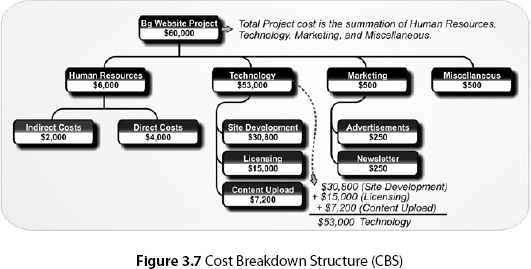 Bg Website Project
$60,000
Total Project cost is the summation of Human Resources,
Technology, Marketing, and Miscellaneous.
Human Resources
$6,000
Technology
$53,000
Marketing
$500
Miscellaneous
$500
Indirect Costs
$2,000
Direct Costs
$4,000
Site Development
$30,800
Advertisements
$250
Licensing
$15,000
Newsletter
$250
Content Upload
$7,200
$30,800 (Site Development)
+ $15,000 (Licensing)
+ $7,200 (Content Upload)
$53,000 Technology
Figure 3.7 Cost Breakdown Structure (CBS)